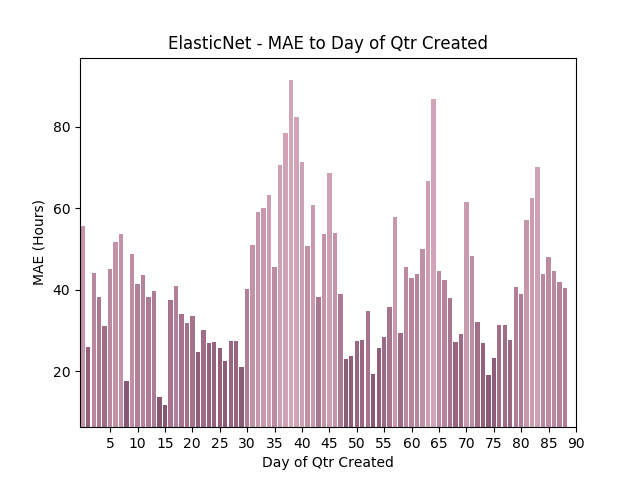 ElasticNet - MAE to Day of Qtr Created
MAE (Hours)
80
60
40
20
5 10 15 20 25 30 35 40 45 50 55 60 65 70 75 80 85 90
Day of Qtr Created